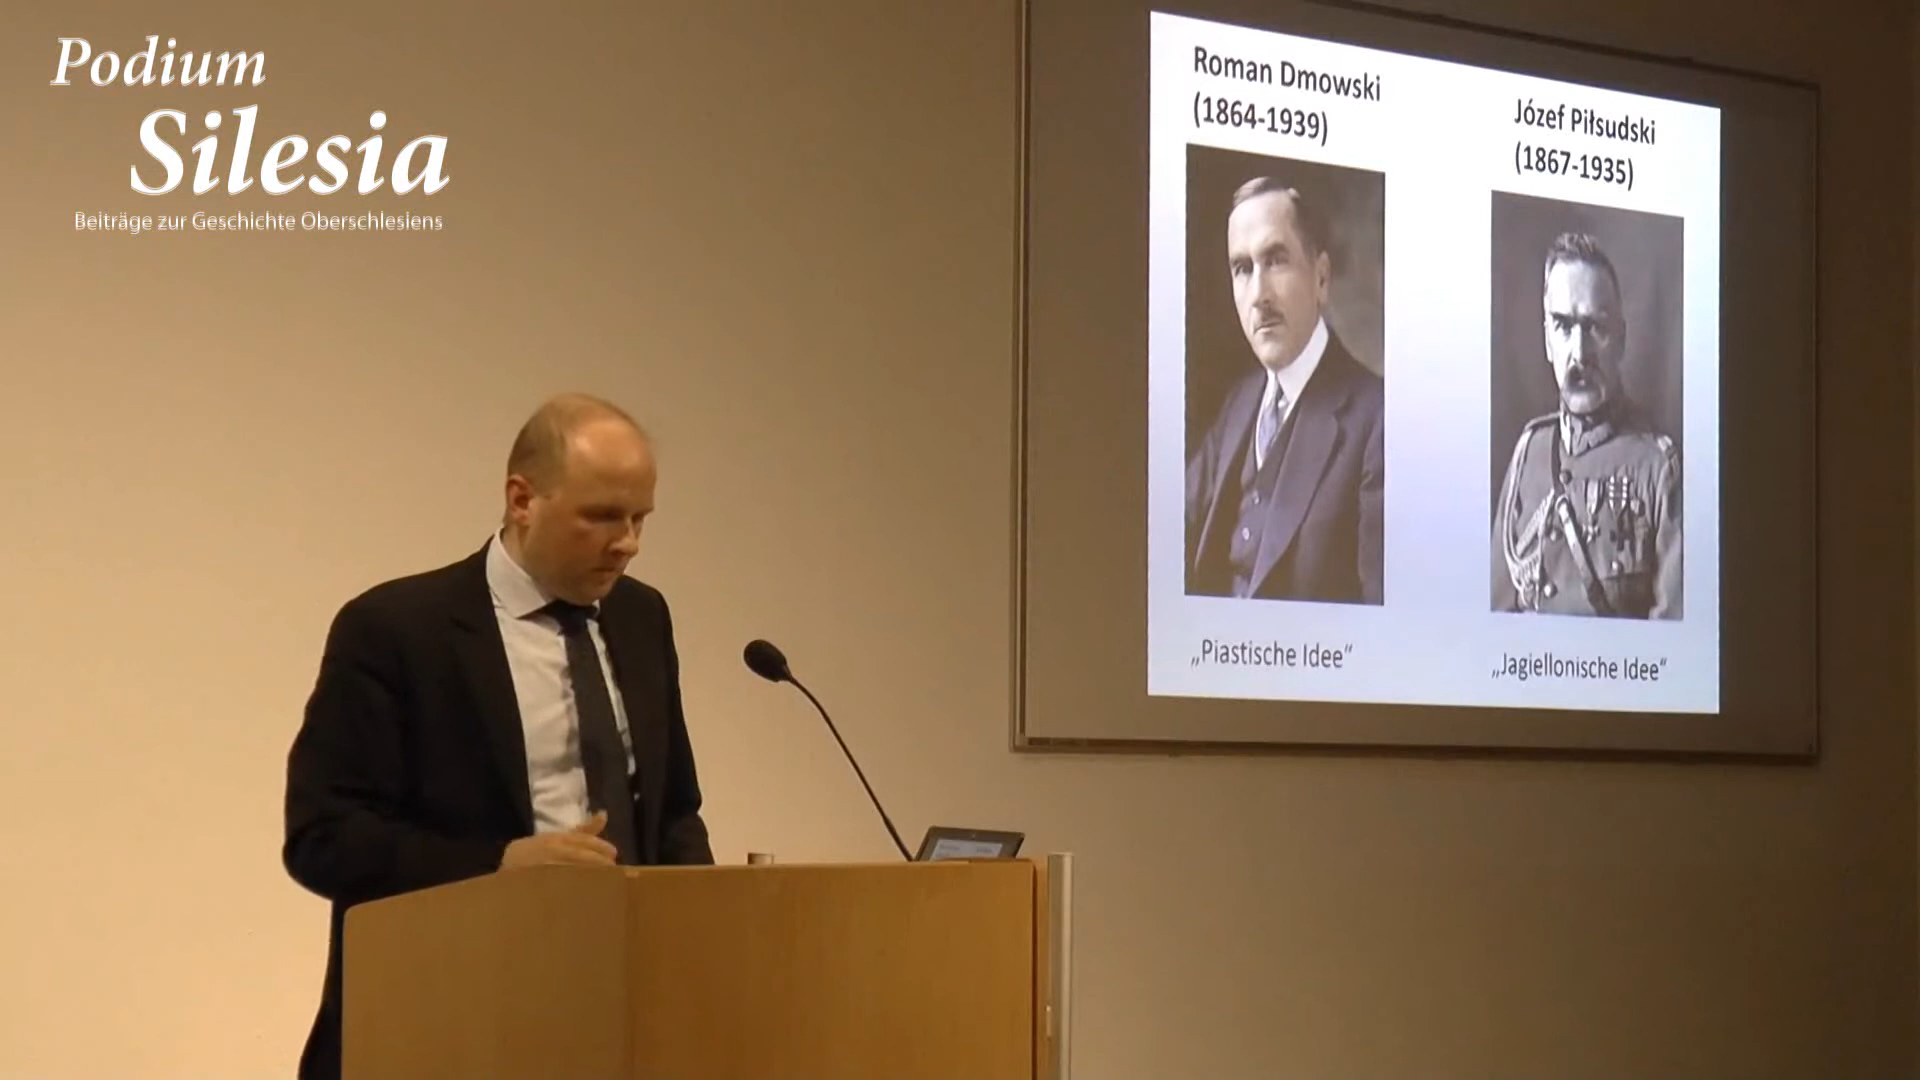 Podium
Silesia
Beiträge zur Geschichte Oberschlesiens
Roman Dmowski
(1864-1939)
Józef Piłsudski
(1867-1935)
„Piastische Idee“
„Jagiellonische Idee“